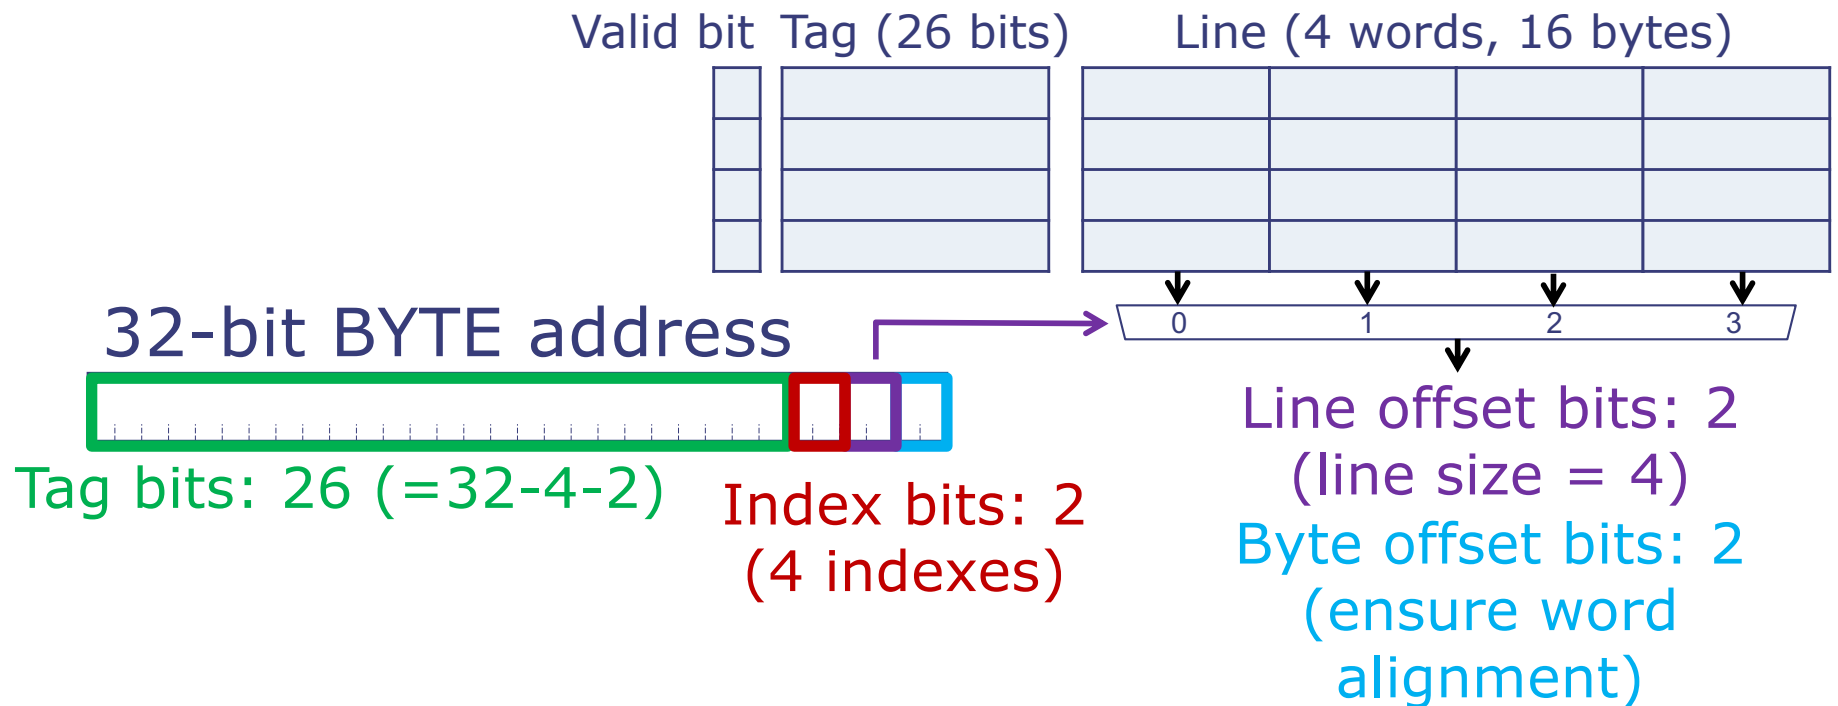 Valid bit Tag (26 bits) Line (4 words, 16 bytes)
0 1 2 3
32-bit BYTE address
Tag bits: 26 (=32-4-2)
Index bits: 2
(4 indexes)
Line offset bits: 2
(line size = 4)
Byte offset bits: 2
(ensure word
alignment)